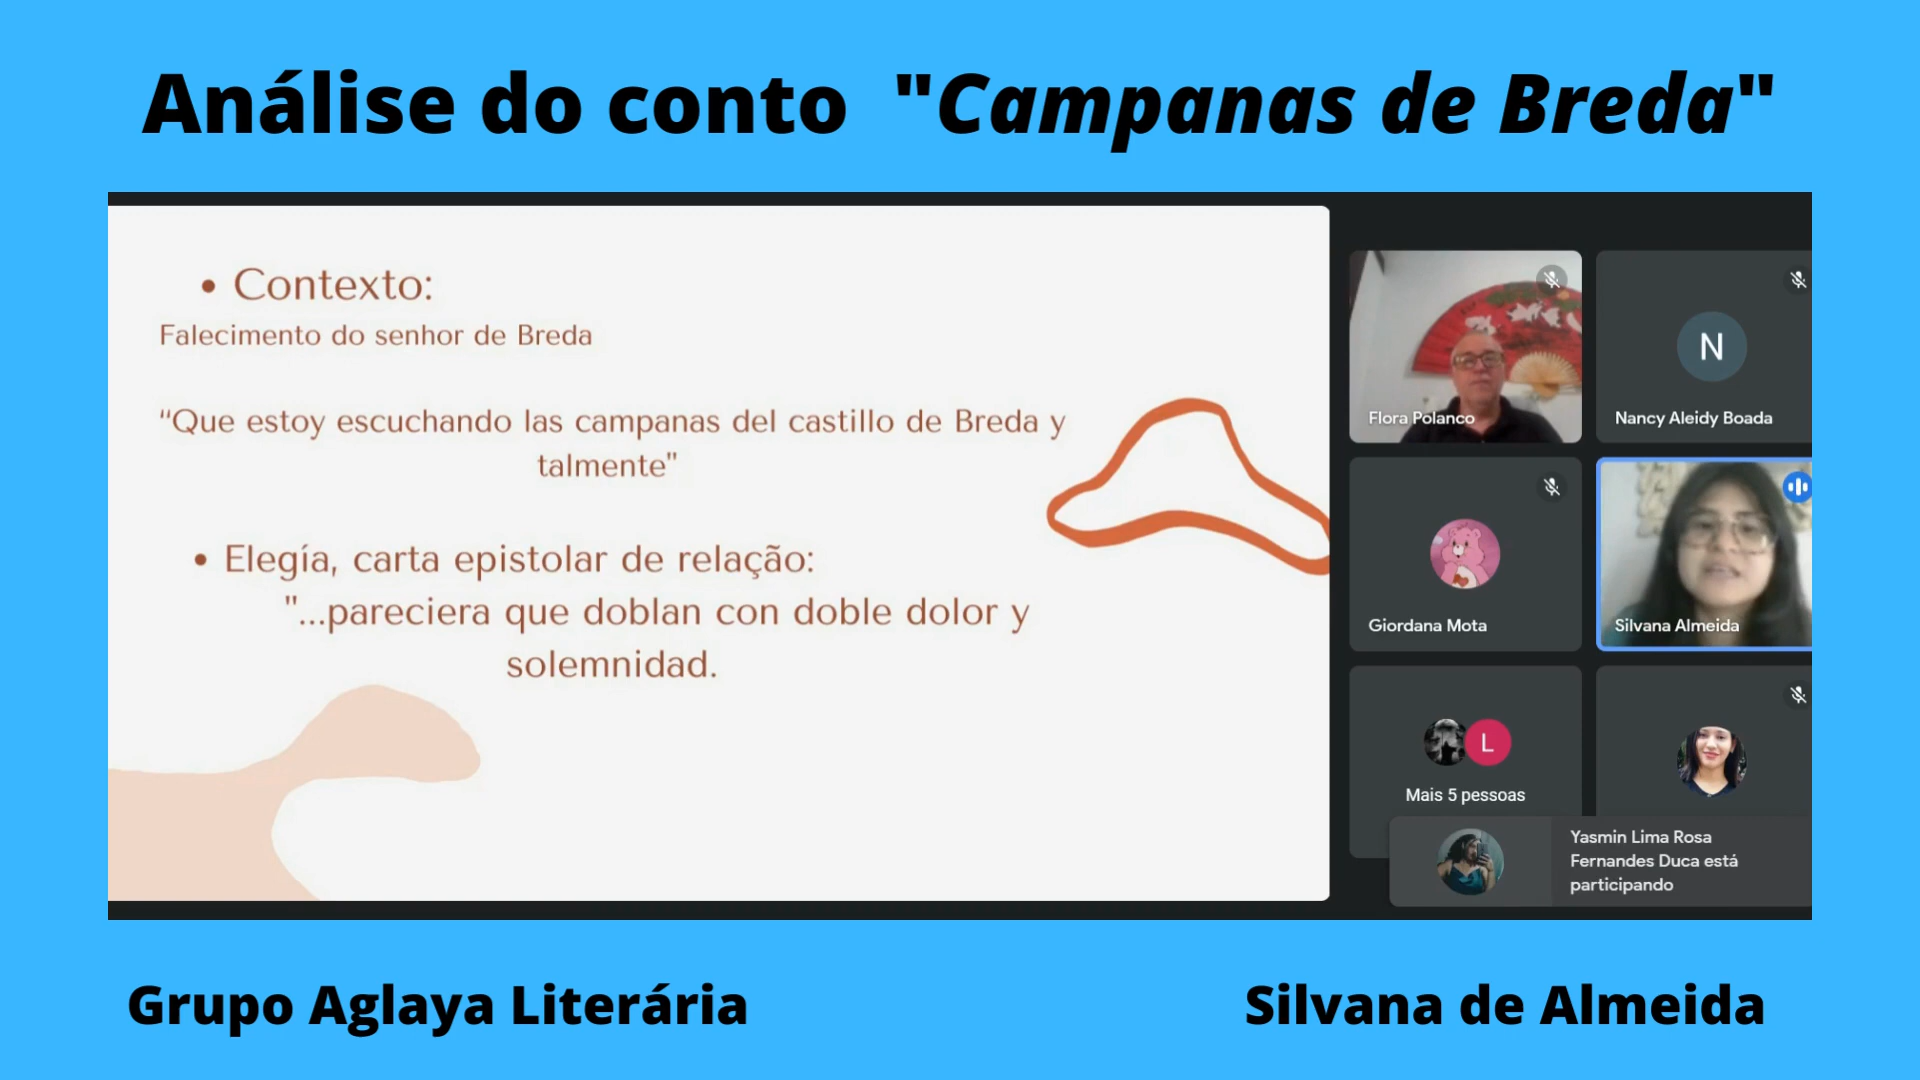 Análise do conto "Campanas de Breda"
• Contexto:
Falecimento do senhor de Breda
“Que estoy escuchando las campanas del castillo de Breda y
talmente"
• Elegía, carta epistolar de relação:
"...pareciera que doblan con doble dolor y
solemnidad.
Flora Polanco
N
Nancy Aleidy Boada
Giordana Mota
Silvana Almeida
L
Mais 5 pessoas
Yasmin Lima Rosa
Fernandes Duca está
participando
Grupo Aglaya Literária
Silvana de Almeida